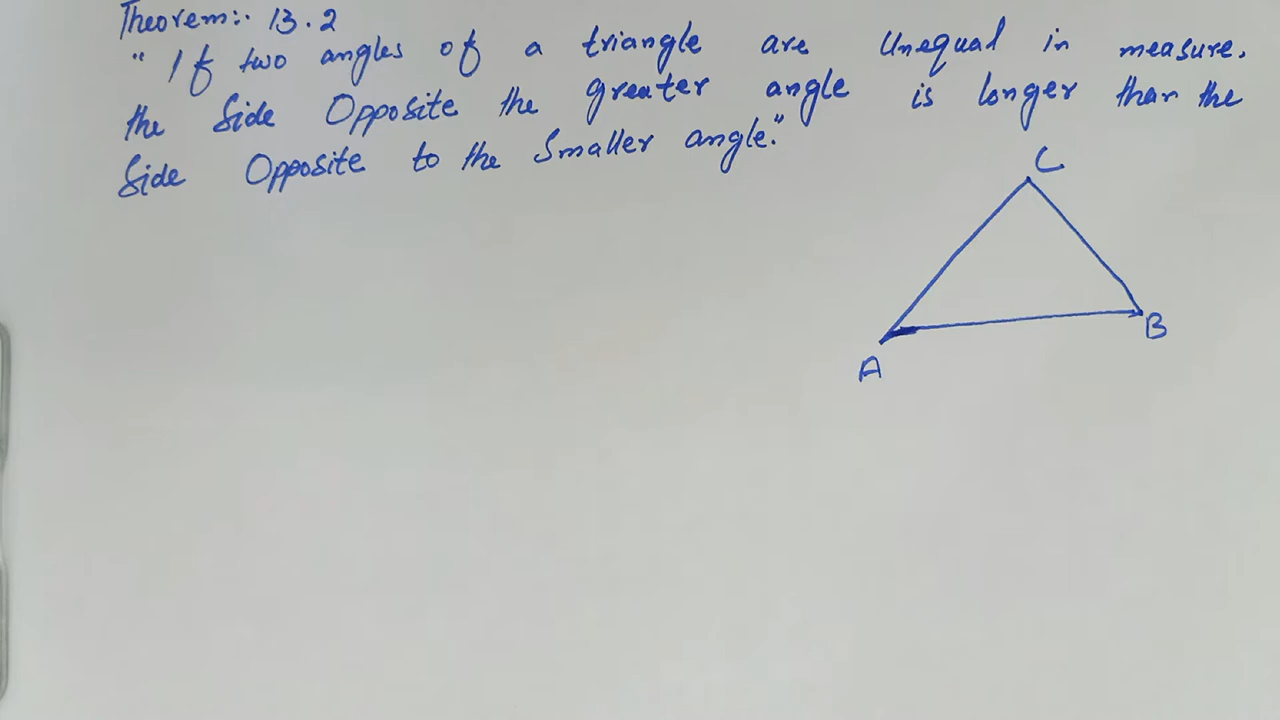 Theorem:. 13.2
"If two angles of a triangle are Unequal in measure.
the Side Opposite the greater angle is longer than the
Side Opposite to the Smaller angle."
C
B
A